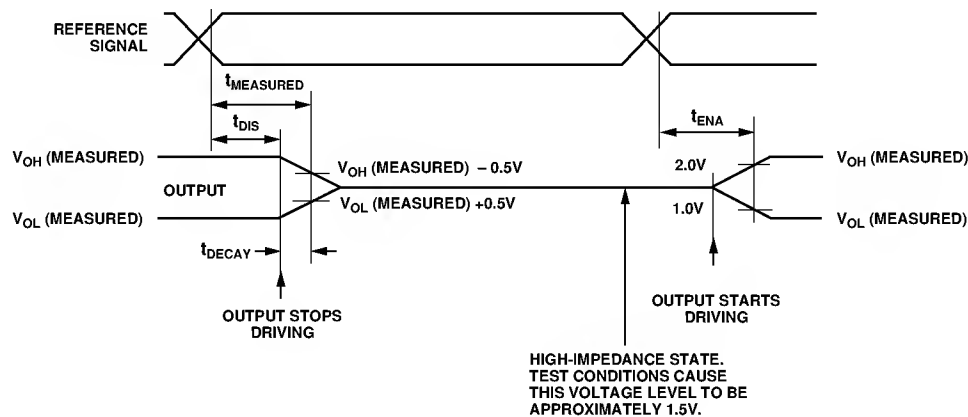 REFERENCE
SIGNAL
tMEASURED
tDIS
tENA
VOH (MEASURED)
VOH (MEASURED) – 0.5V
2.0V
VOH (MEASURED)
OUTPUT
VOL (MEASURED) +0.5V
1.0V
VOL (MEASURED)
VOL (MEASURED)
tDECAY
OUTPUT STOPS
DRIVING
OUTPUT STARTS
DRIVING
HIGH-IMPEDANCE STATE.
TEST CONDITIONS CAUSE
THIS VOLTAGE LEVEL TO BE
APPROXIMATELY 1.5V.